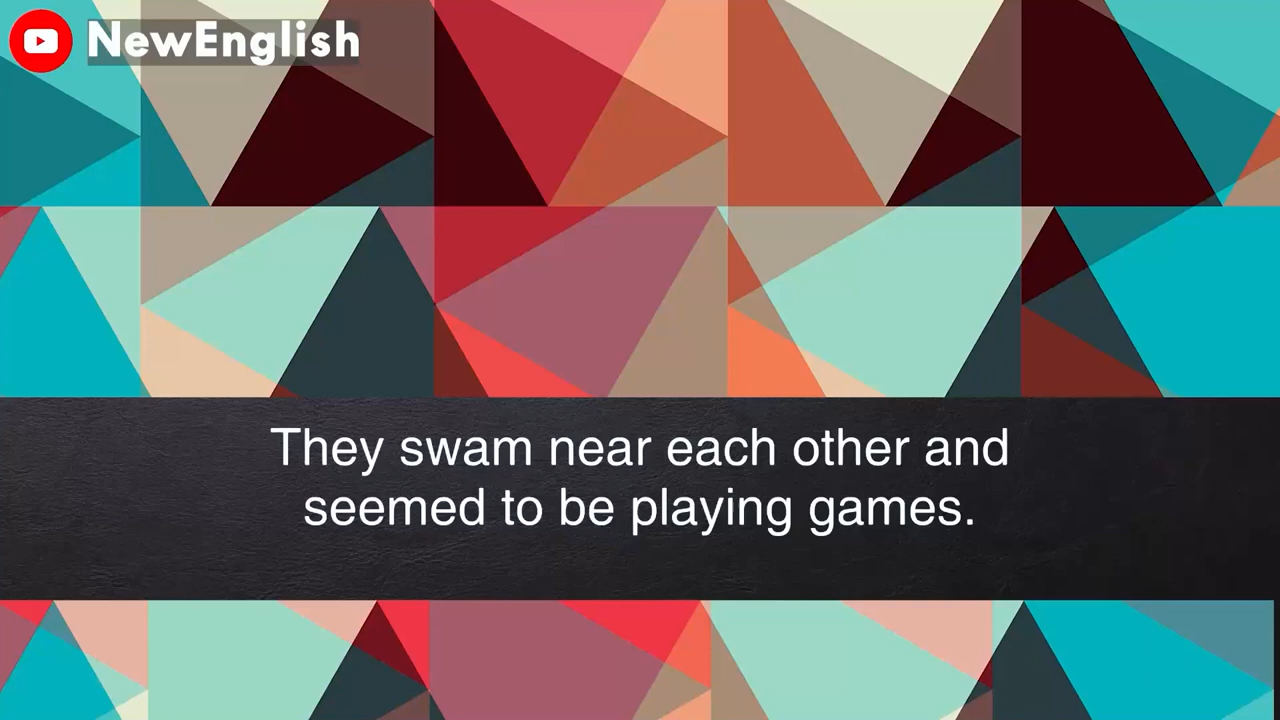 NewEnglish
They swam near each other and
seemed to be playing games.